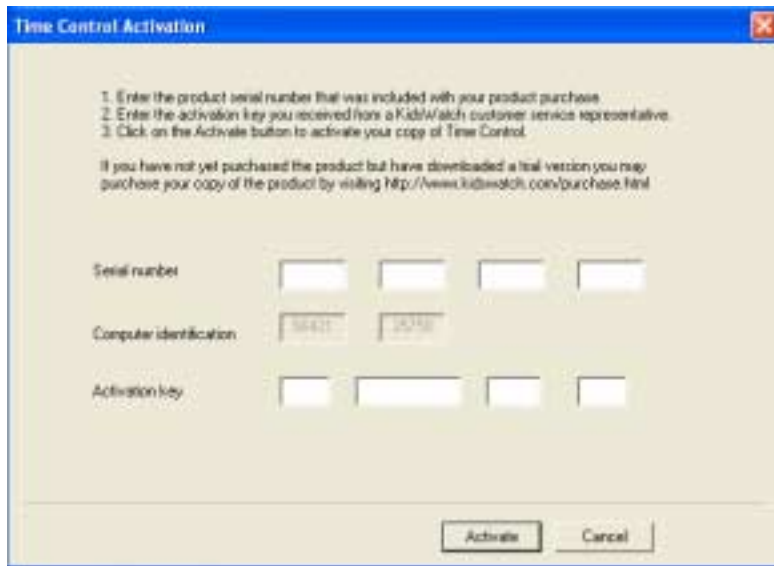 Time Control Activation
1. Enter the product serial number that was included with your product purchase
2. Enter the activation key you received from a KidsWatch customer service representative.
3. Click on the Activate button to activate your copy of Time Control.
If you have not yet purchased the product but have downloaded a trial version you may
purchase your copy of the product by visiting http://www.kidswatch.com/purchase.html
Serial number
Computer identification
Activation key
Activate Cancel